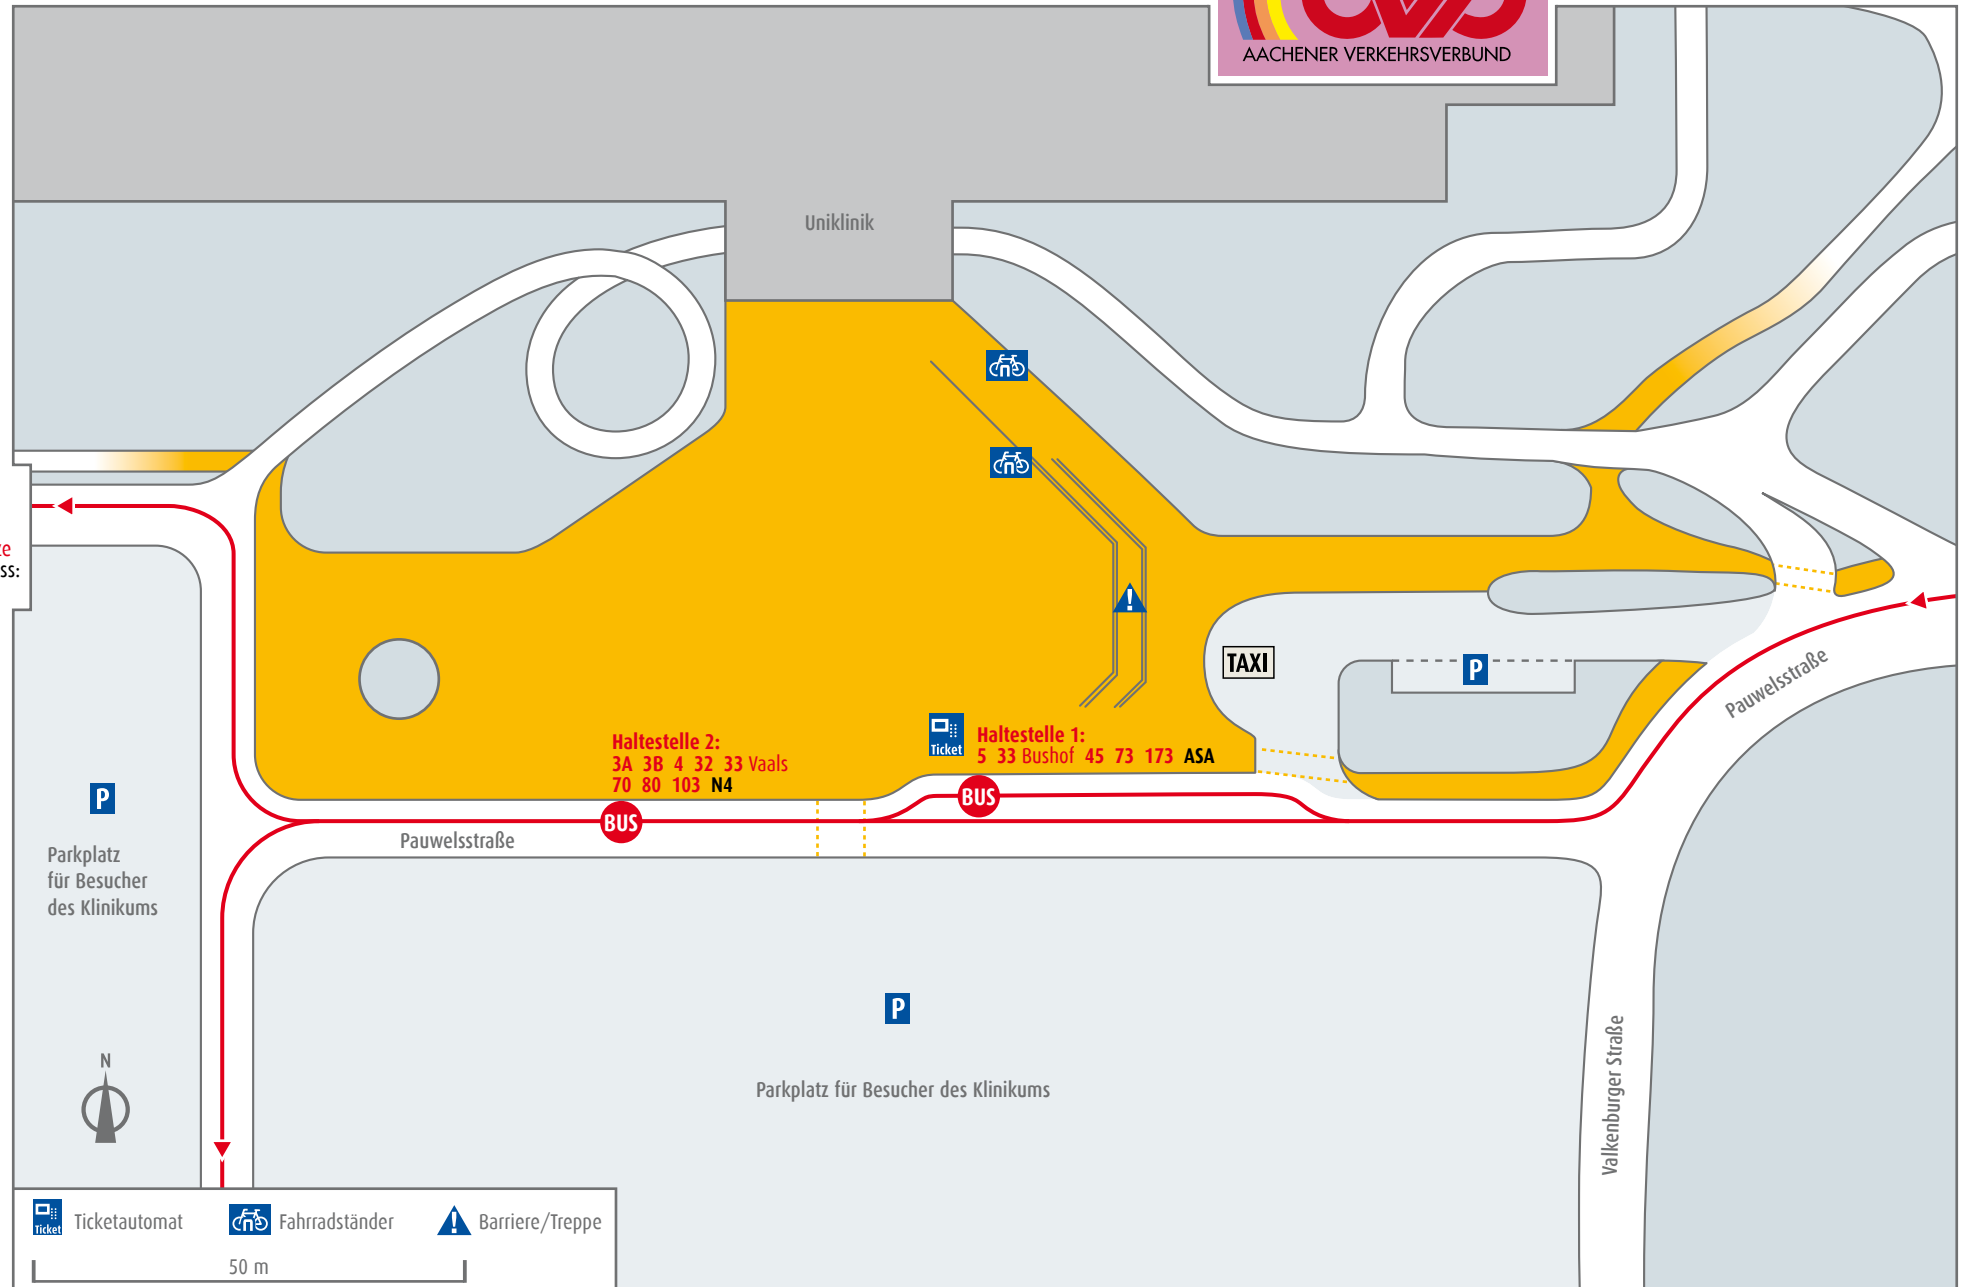 AACHENER VERKEHRSVERBUND
Uniklinik
ss:
TAXI
P
Pauwelsstraße
Haltestelle 2:
3A 3B 4 32 33 Vaals
70 80 103 N4
Ticket
Haltestelle 1:
5 33 Bushof 45 73 173 ASA
BUS
BUS
Pauwelsstraße
P
Parkplatz
für Besucher
des Klinikums
P
Parkplatz für Besucher des Klinikums
Valkenburger Straße
N
Ticket Ticketautomat Fahrradständer Barriere/Treppe
50 m